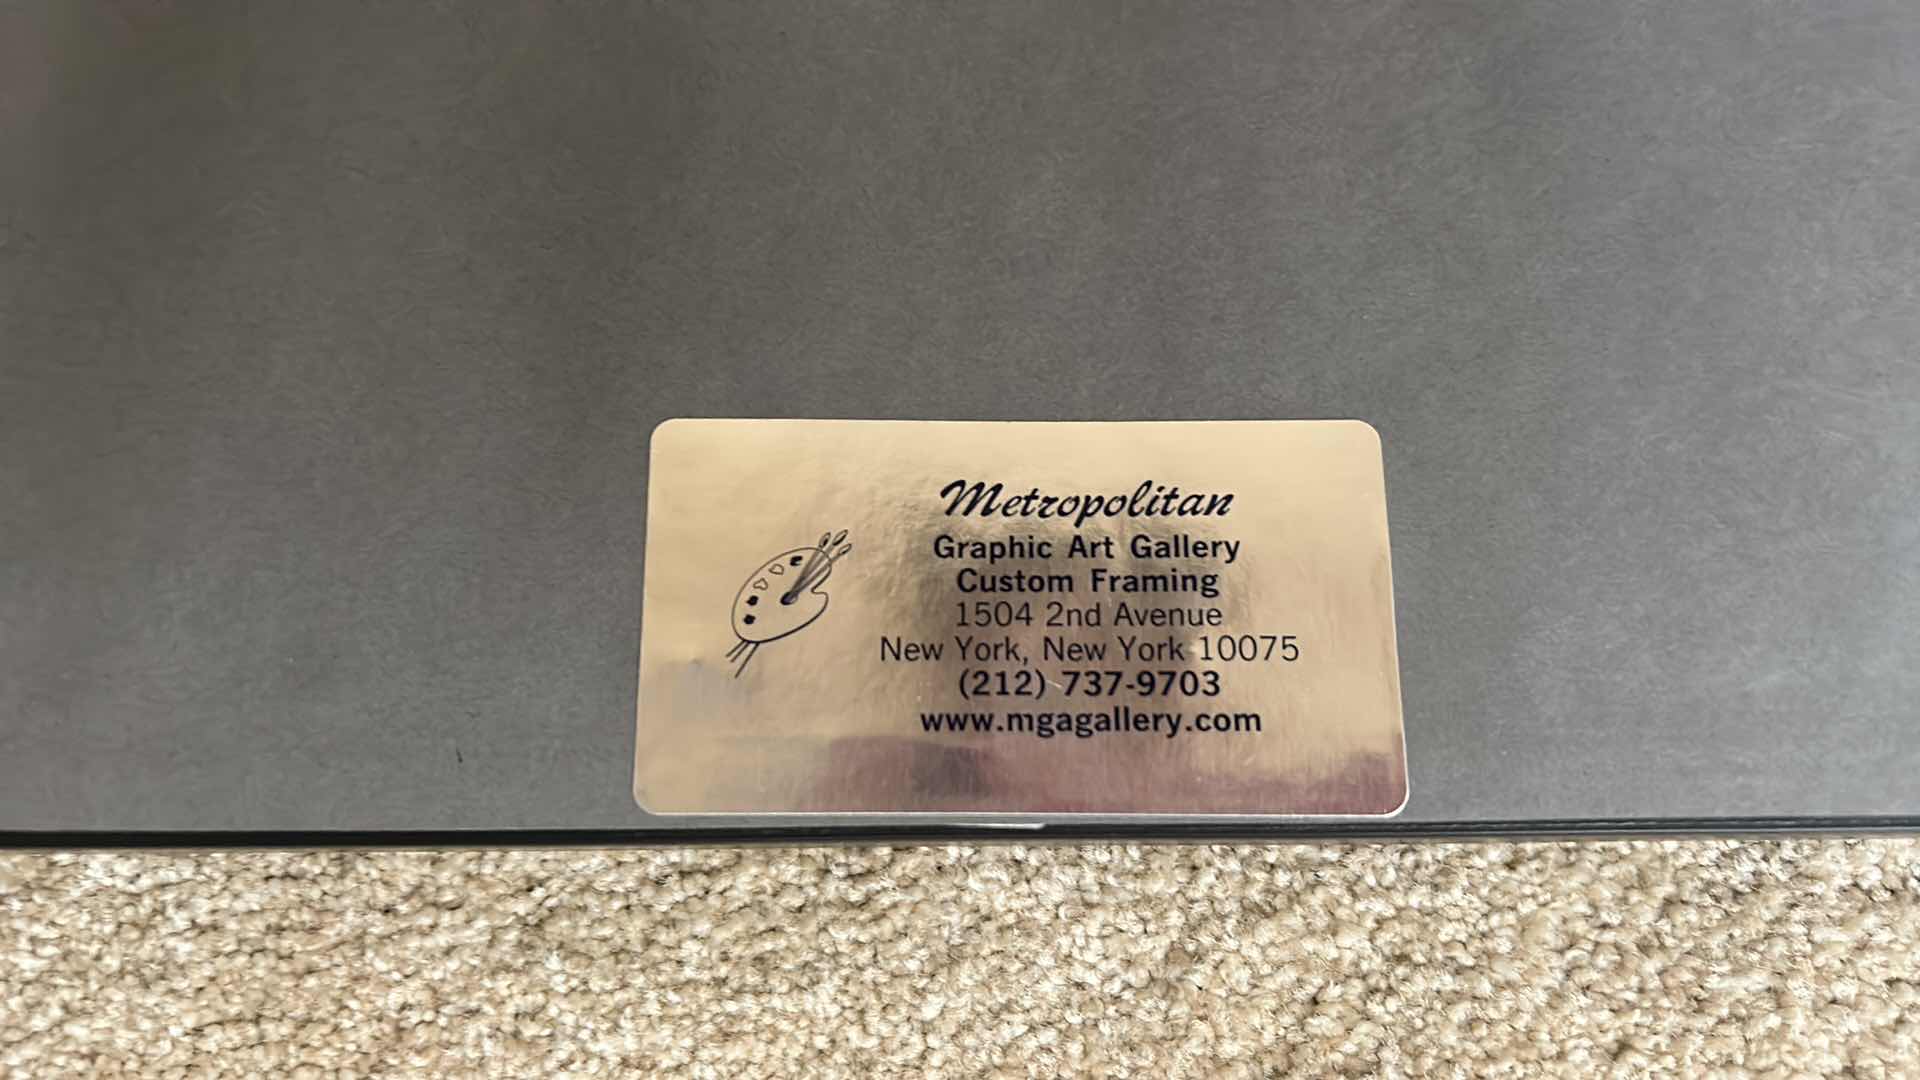 Metropolitan
Graphic Art Gallery
Custom Framing
1504 2nd Avenue
New York, New York 10075
(212) 737-9703
www.mgagallery.com